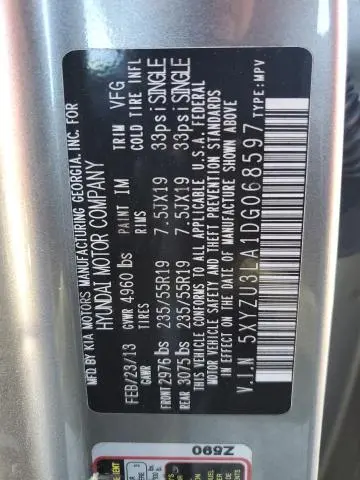 MFD BY KIA MOTORS MANUFACTURING GEORGIA, INC. FOR
HYUNDAI MOTOR COMPANY
FEB/23/13 GVWR 4960 lbs PAINT IM TRIM VFG
GAWR TIRES RIMS COLD TIRE INFL
FRONT 2976 lbs 235/55R19 7.5JX19 33psi SINGLE
REAR 3075 lbs 235/55R19 7.5JX19 33psi SINGLE
THIS VEHICLE CONFORMS TO ALL APPLICABLE U.S.A. FEDERAL
MOTOR VEHICLE SAFETY, BUMPER, AND THEFT PREVENTION STANDARDS
IN EFFECT ON THE DATE OF MANUFACTURE SHOWN ABOVE.
V.I.N 5XYZU3LA1DG068597 TYPE:MPV
Z590